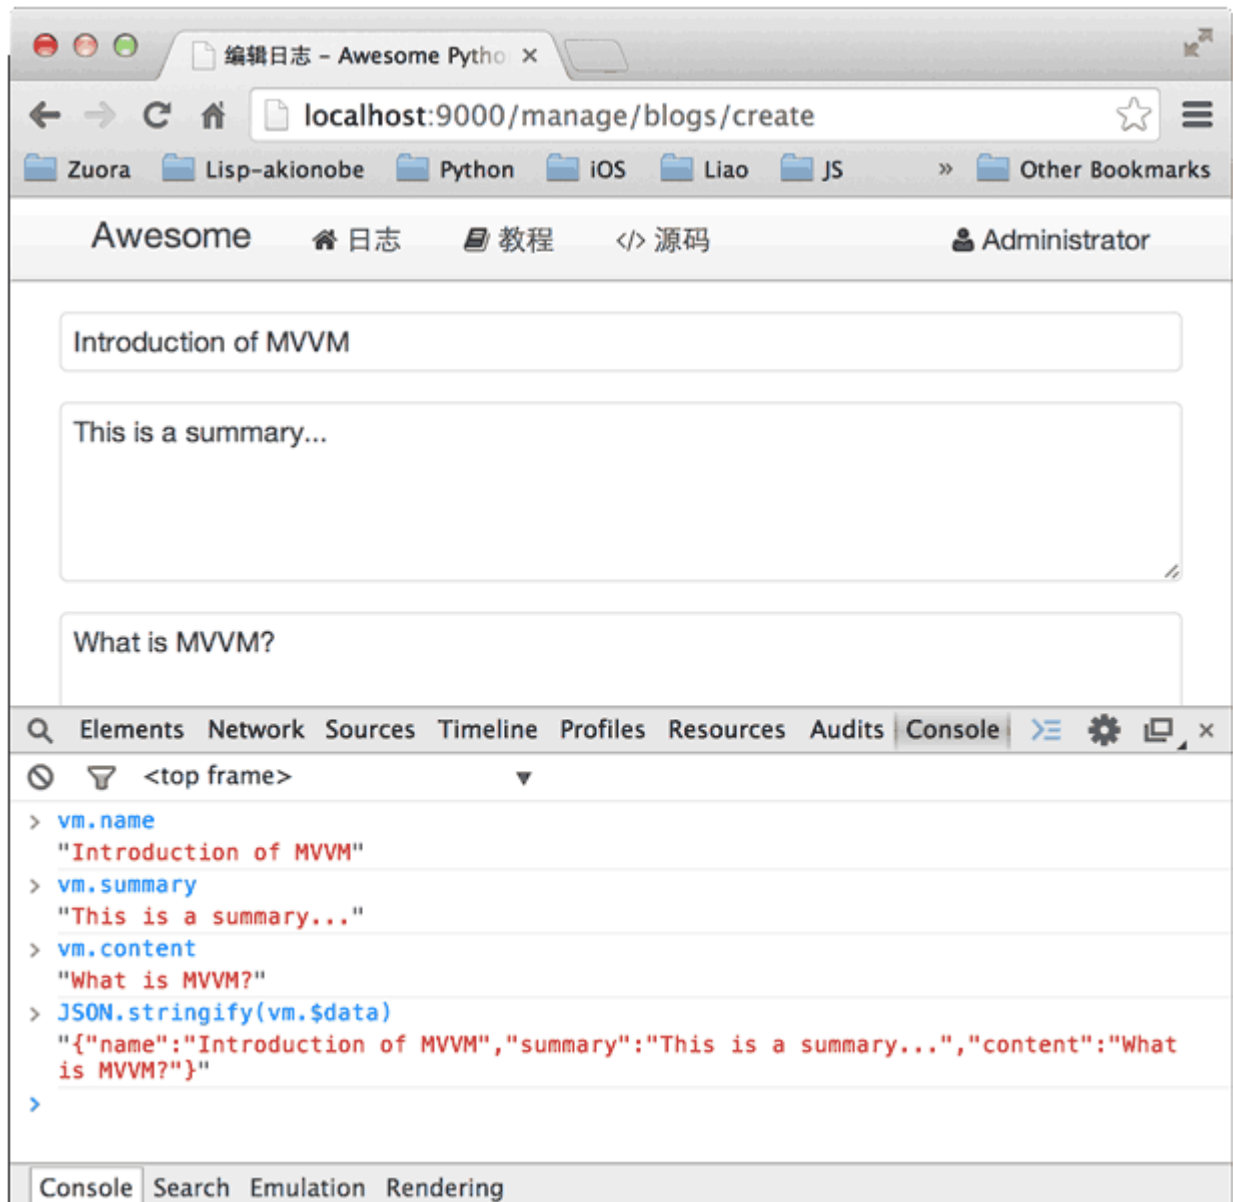 编辑日志 – Awesome Pytho
localhost:9000/manage/blogs/create
Zuora Lisp-akionobe Python iOS Liao JS » Other Bookmarks
Awesome 日志 教程 </> 源码 Administrator
Introduction of MVVM
This is a summary...
What is MVVM?
Elements Network Sources Timeline Profiles Resources Audits Console
<top frame>
> vm.name
"Introduction of MVVM"
> vm.summary
"This is a summary..."
> vm.content
"What is MVVM?"
> JSON.stringify(vm.$data)
"{"name":"Introduction of MVVM","summary":"This is a summary...","content":"What
is MVVM?"}"
>
Console Search Emulation Rendering